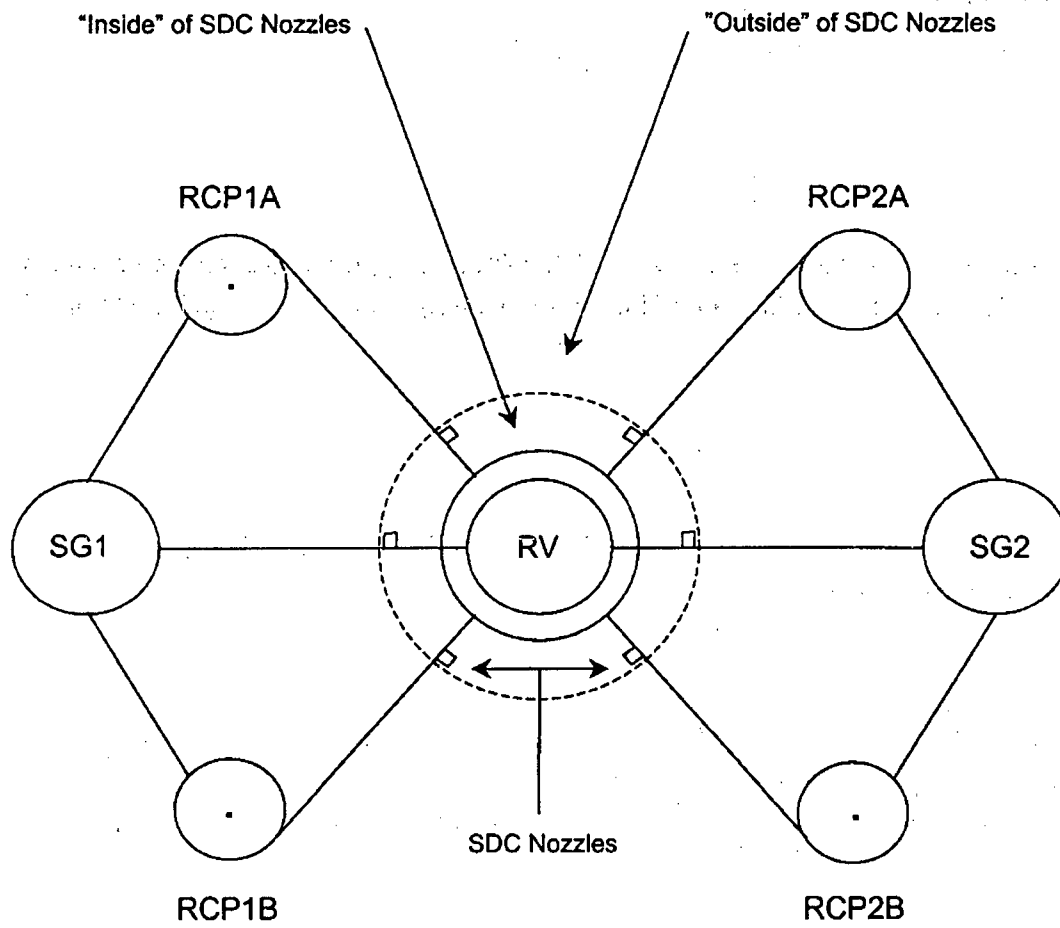 "Inside" of SDC Nozzles
"Outside" of SDC Nozzles
RCP1A
RCP2A
SG1
RV
SG2
SDC Nozzles
RCP1B
RCP2B